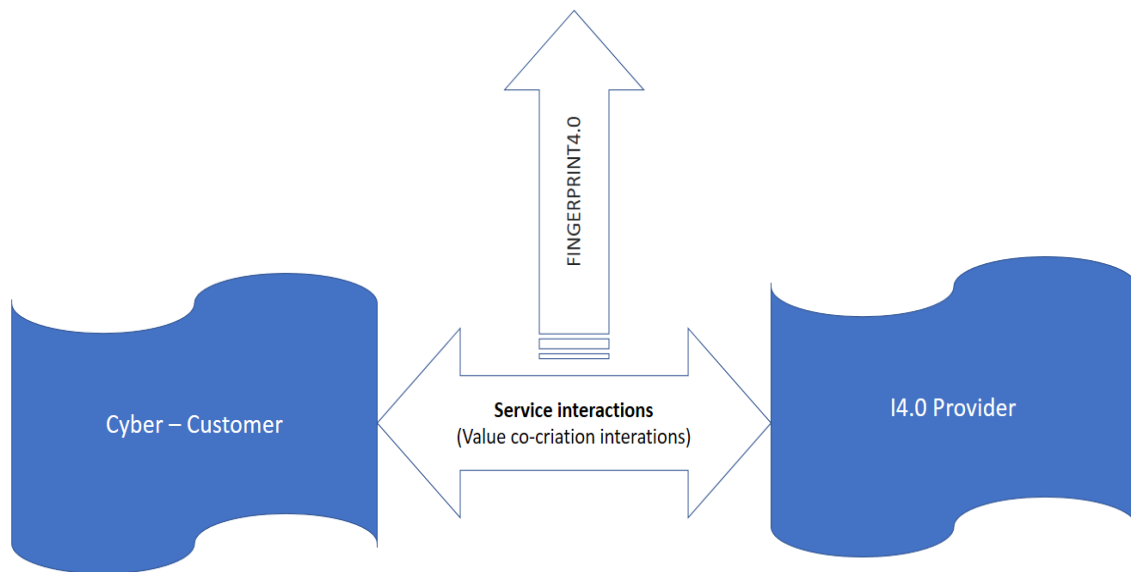 FINGERPRINT4.0
Cyber – Customer
Service interactions
(Value co-criation interations)
I4.0 Provider